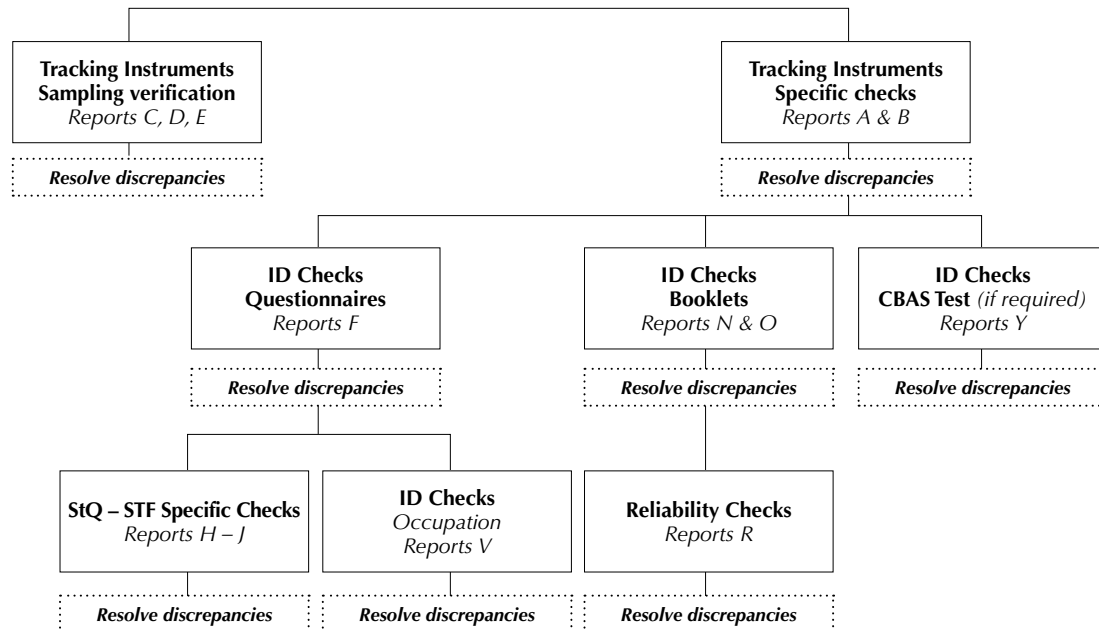 Tracking Instruments
Sampling verification
Reports C, D, E
Resolve discrepancies
Tracking Instruments
Specific checks
Reports A & B
Resolve discrepancies
ID Checks
Questionnaires
Reports F
Resolve discrepancies
ID Checks
Booklets
Reports N & O
Resolve discrepancies
ID Checks
CBAS Test (if required)
Reports Y
Resolve discrepancies
StQ – STF Specific Checks
Reports H – J
Resolve discrepancies
ID Checks
Occupation
Reports V
Resolve discrepancies
Reliability Checks
Reports R
Resolve discrepancies